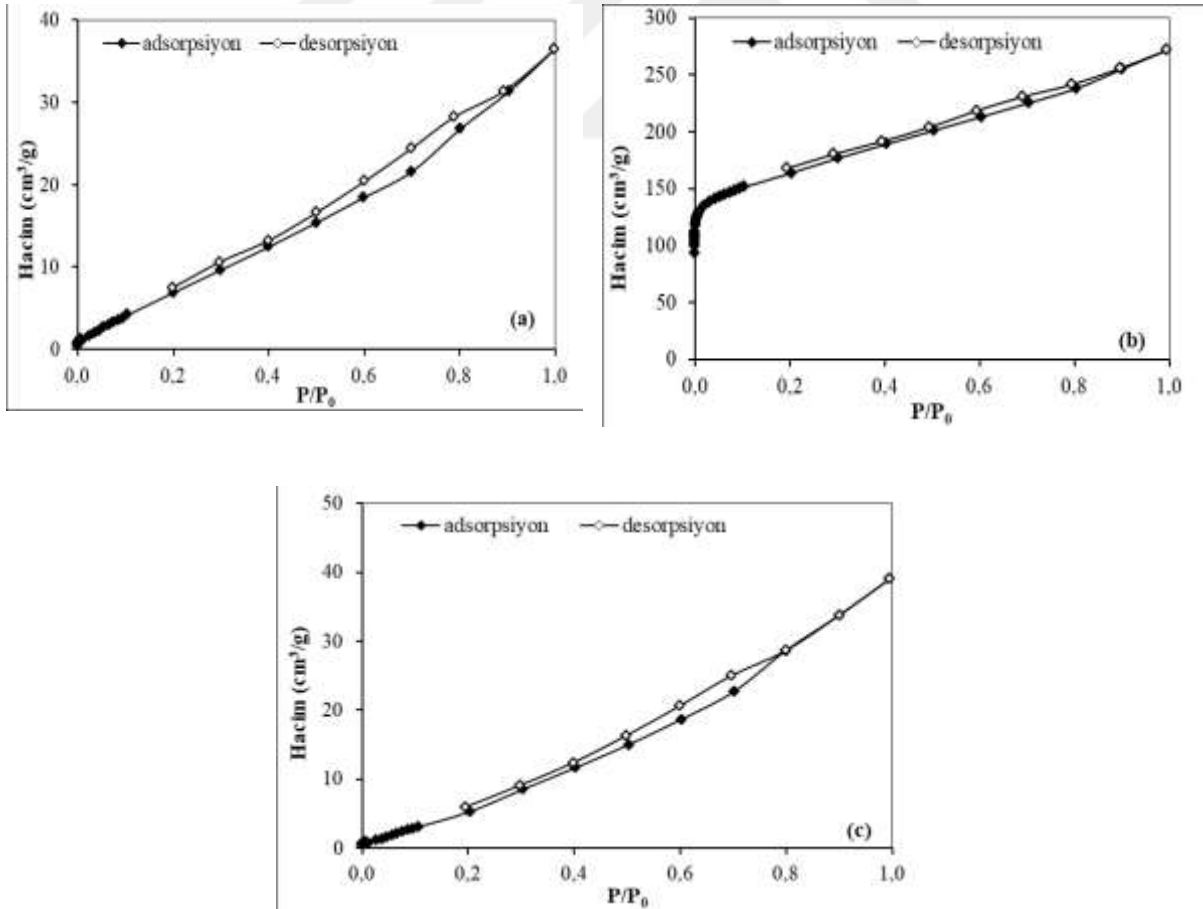 40
30
20
10
0
0,0 0,2 0,4 0,6 0,8 1,0
Hacim (cm³/g)
P/P₀
adsorpsiyon desorpsiyon
(a)
300
250
200
150
100
50
0
0,0 0,2 0,4 0,6 0,8 1,0
Hacim (cm³/g)
P/P₀
adsorpsiyon desorpsiyon
(b)
50
40
30
20
10
0
0,0 0,2 0,4 0,6 0,8 1,0
Hacim (cm³/g)
P/P₀
adsorpsiyon desorpsiyon
(c)